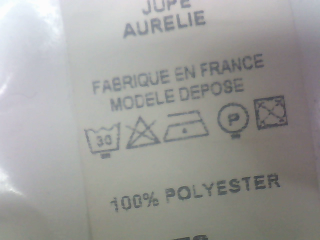 JUPE
AURELIE
FABRIQUE EN FRANCE
MODELE DEPOSE
30 P
100% POLYESTER